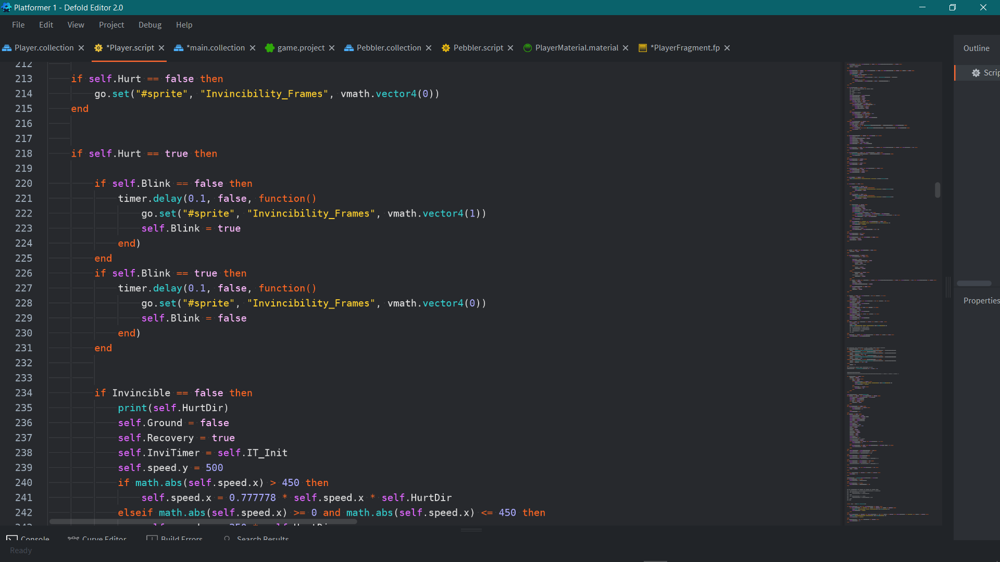 Platformer 1 - Defold Editor 2.0
File Edit View Project Debug Help
Player.collection *Player.script *main.collection game.project Pebbler.collection Pebbler.script PlayerMaterial.material *PlayerFragment.fp
Outline
212
213 if self.Hurt == false then
214 go.set("#sprite", "Invincibility_Frames", vmath.vector4(0))
215 end
216
217
218 if self.Hurt == true then
219
220 if self.Blink == false then
221 timer.delay(0.1, false, function()
222 go.set("#sprite", "Invincibility_Frames", vmath.vector4(1))
223 self.Blink = true
224 end)
225 end
226 if self.Blink == true then
227 timer.delay(0.1, false, function()
228 go.set("#sprite", "Invincibility_Frames", vmath.vector4(0))
229 self.Blink = false
230 end)
231 end
232
233
234 if Invincible == false then
235 print(self.HurtDir)
236 self.Ground = false
237 self.Recovery = true
238 self.InviTimer = self.IT_Init
239 self.speed.y = 500
240 if math.abs(self.speed.x) > 450 then
241 self.speed.x = 0.777778 * self.speed.x * self.HurtDir
242 elseif math.abs(self.speed.x) >= 0 and math.abs(self.speed.x) <= 450 then
Scrip
Properties
Console Curve Editor Build Errors Search Results
Ready